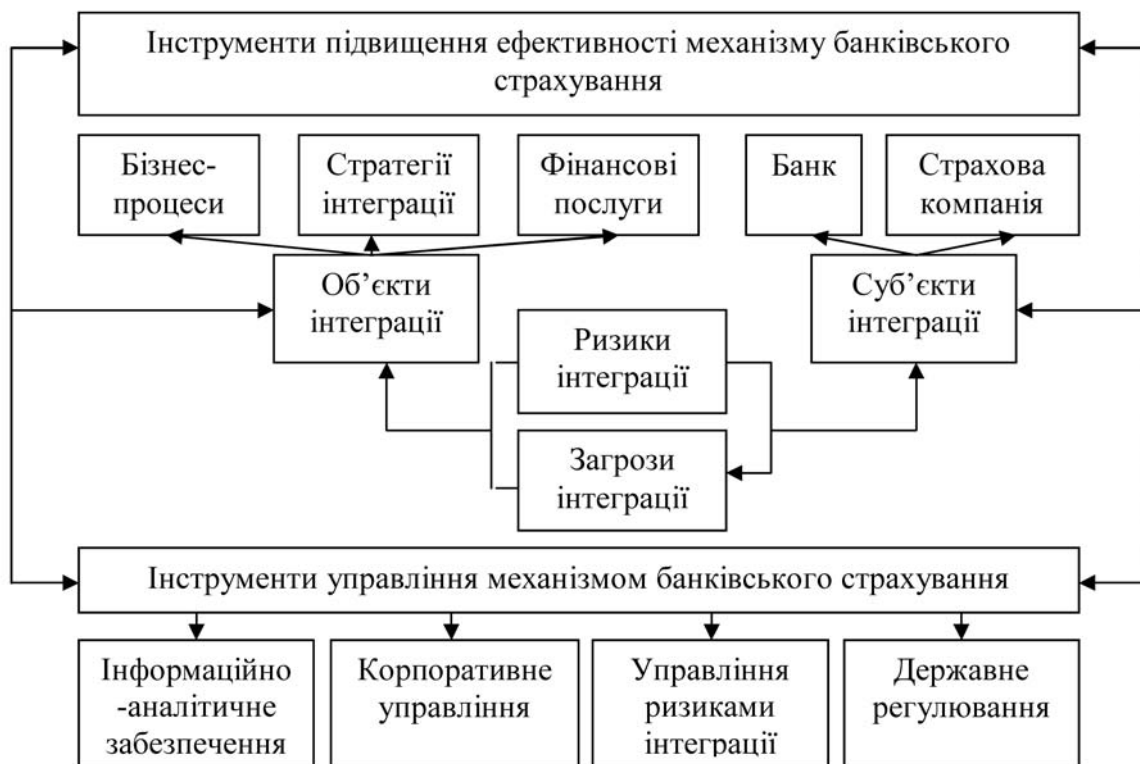 Інструменти підвищення ефективності механізму банківського
страхування
Бізнес-
процеси
Стратегії
інтеграції
Фінансові
послуги
Банк
Страхова
компанія
Об’єкти
інтеграції
Суб’єкти
інтеграції
Ризики
інтеграції
Загрози
інтеграції
Інструменти управління механізмом банківського страхування
Інформаційно
-аналітичне
забезпечення
Корпоративне
управління
Управління
ризиками
інтеграції
Державне
регулювання